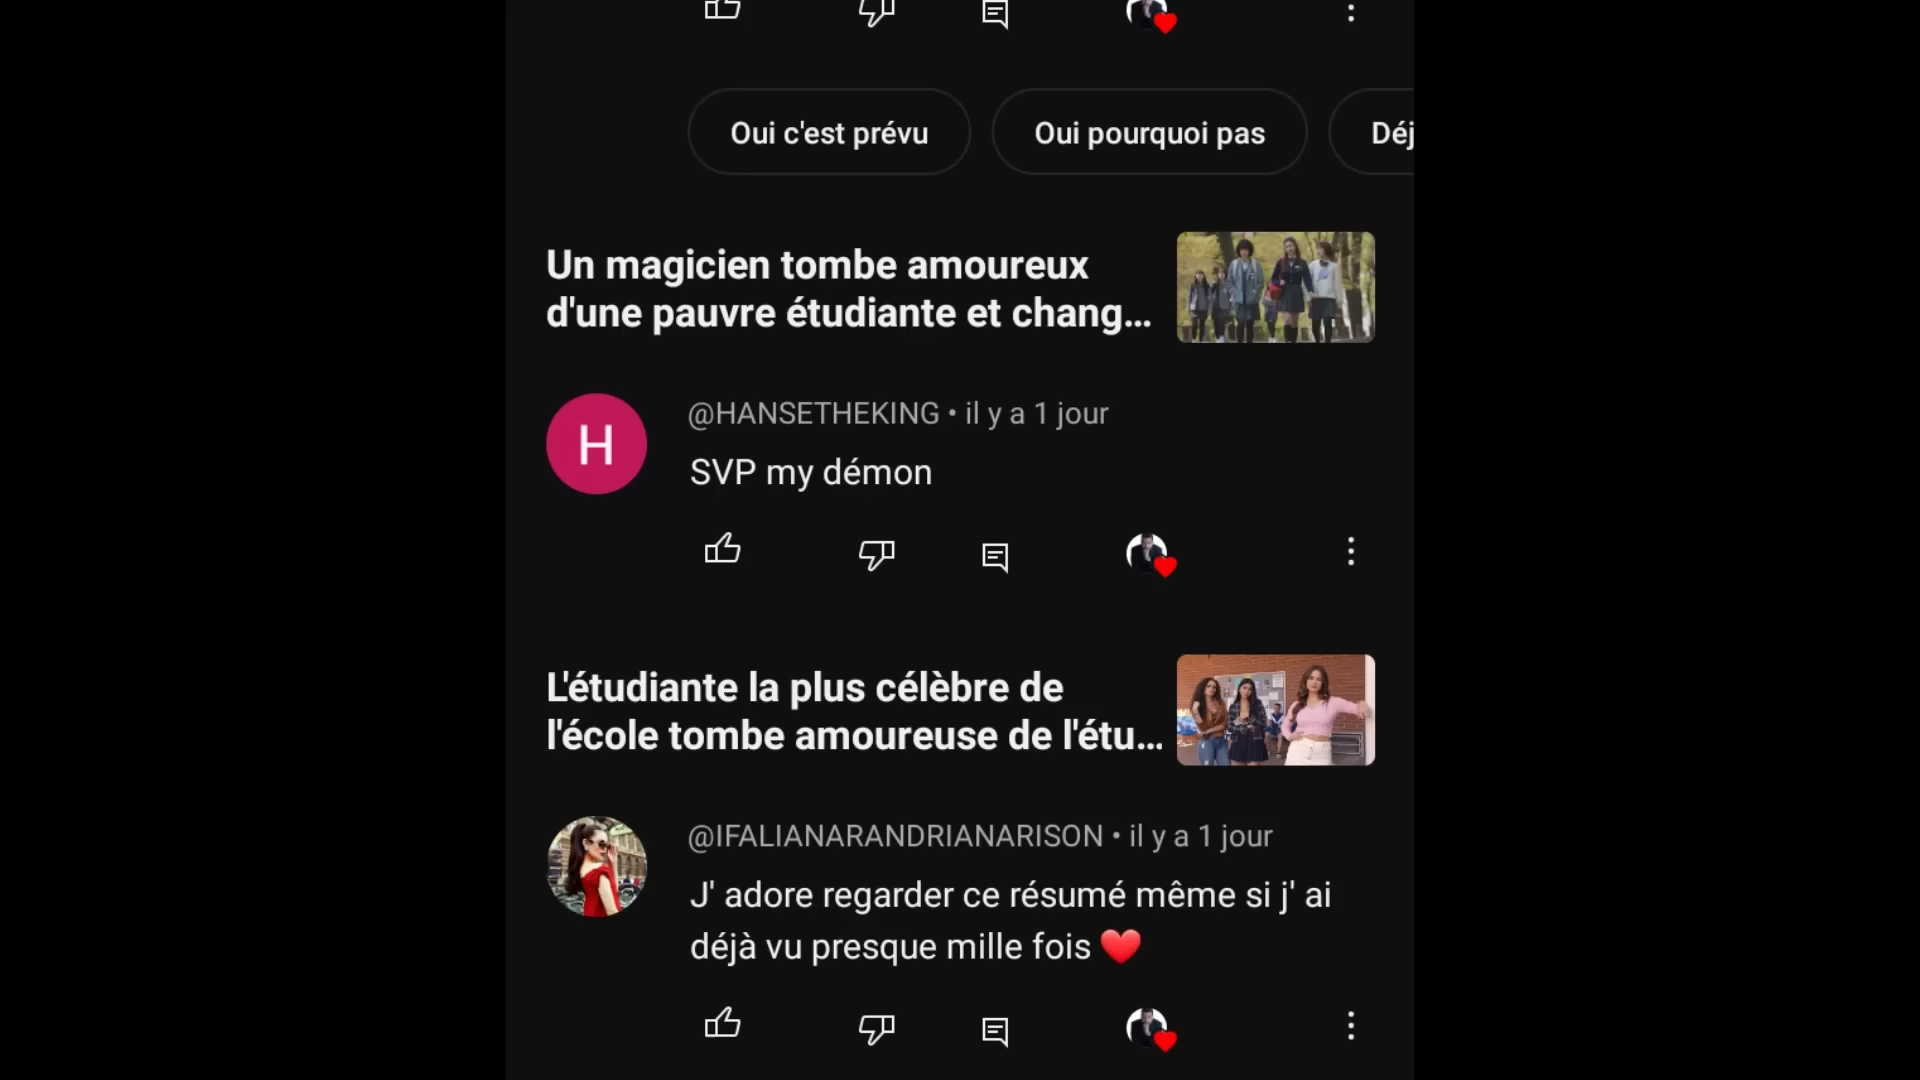 Oui c'est prévu
Oui pourquoi pas
Déj
Un magicien tombe amoureux
d'une pauvre étudiante et chang...
@HANSETHEKING • il y a 1 jour
H
SVP my démon
L'étudiante la plus célèbre de
l'école tombe amoureuse de l'étu...
@IFALIANARANDRIANARISON • il y a 1 jour
J' adore regarder ce résumé même si j' ai
déjà vu presque mille fois ❤️